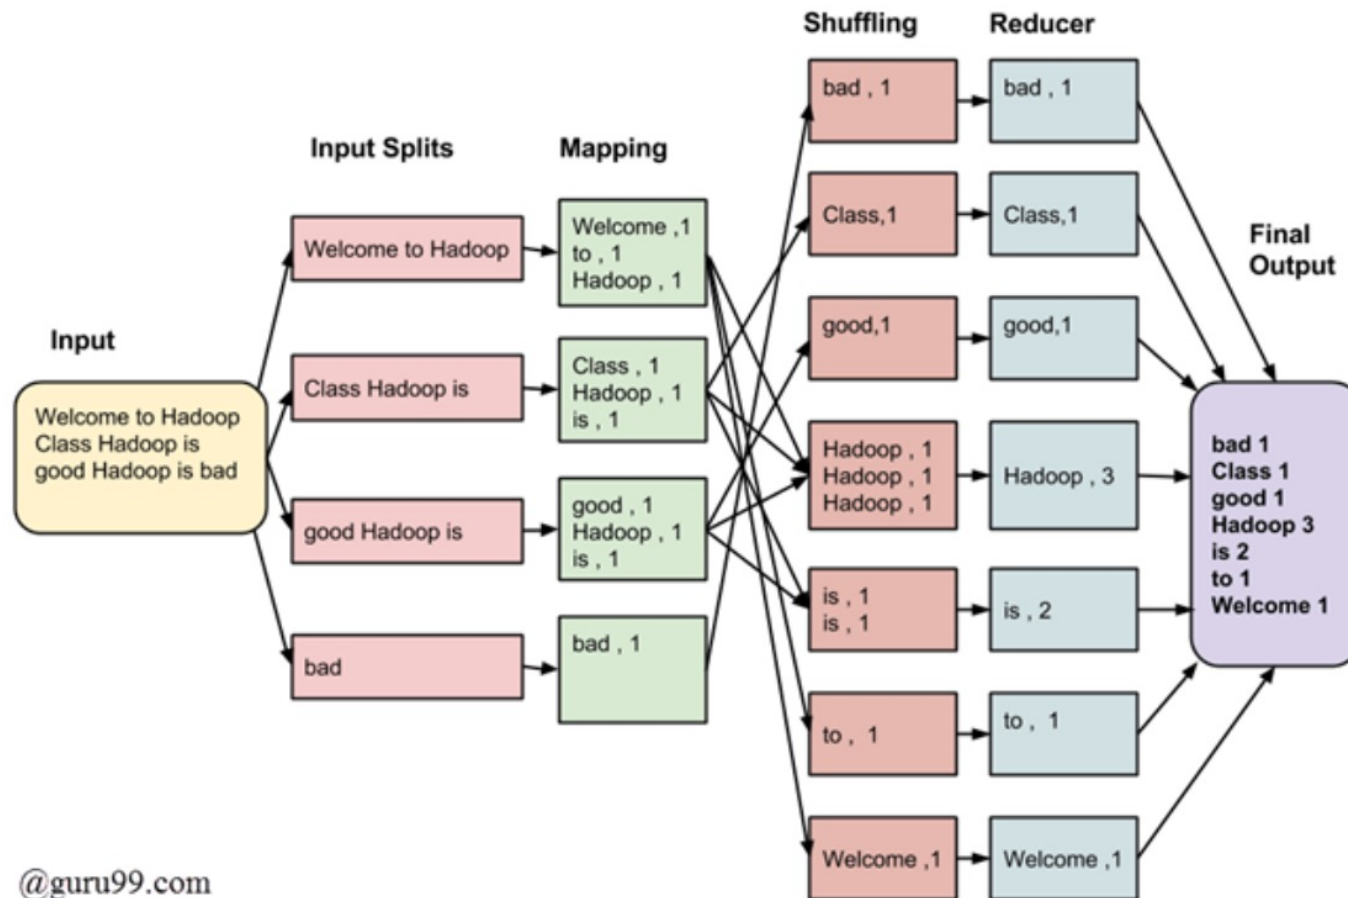 Input
Welcome to Hadoop
Class Hadoop is
good Hadoop is bad
Input Splits
Welcome to Hadoop
Class Hadoop is
good Hadoop is
bad
Mapping
Welcome ,1
to , 1
Hadoop , 1
Class , 1
Hadoop , 1
is , 1
good , 1
Hadoop , 1
is , 1
bad , 1
Shuffling
bad , 1
Class,1
good,1
Hadoop , 1
Hadoop , 1
Hadoop , 1
is , 1
is , 1
to , 1
Welcome ,1
Reducer
bad , 1
Class,1
good,1
Hadoop , 3
is , 2
to , 1
Welcome ,1
Final
Output
bad 1
Class 1
good 1
Hadoop 3
is 2
to 1
Welcome 1
@guru99.com